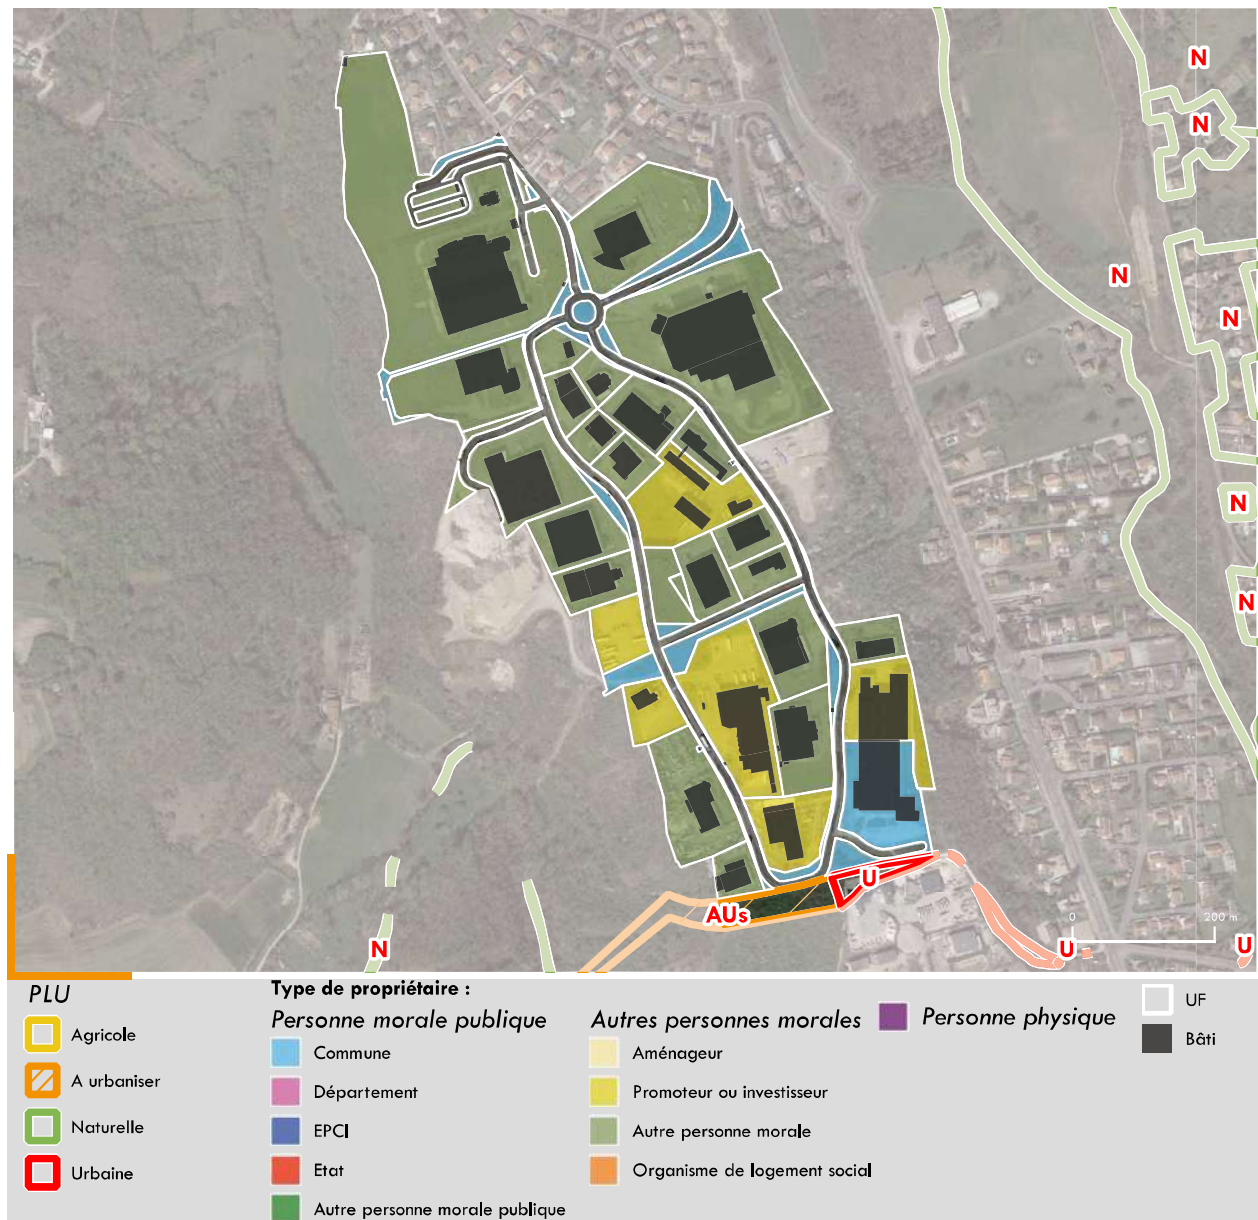 N
N
N
N
N
N
U
AUs
N
0
200 m
U
U
PLU
Agricole
A urbaniser
Naturelle
Urbaine
Type de propriétaire :
Personne morale publique
Commune
Département
EPCI
Etat
Autre personne morale publique
Autres personnes morales
Aménageur
Promoteur ou investisseur
Autre personne morale
Organisme de logement social
Personne physique
UF
Bâti